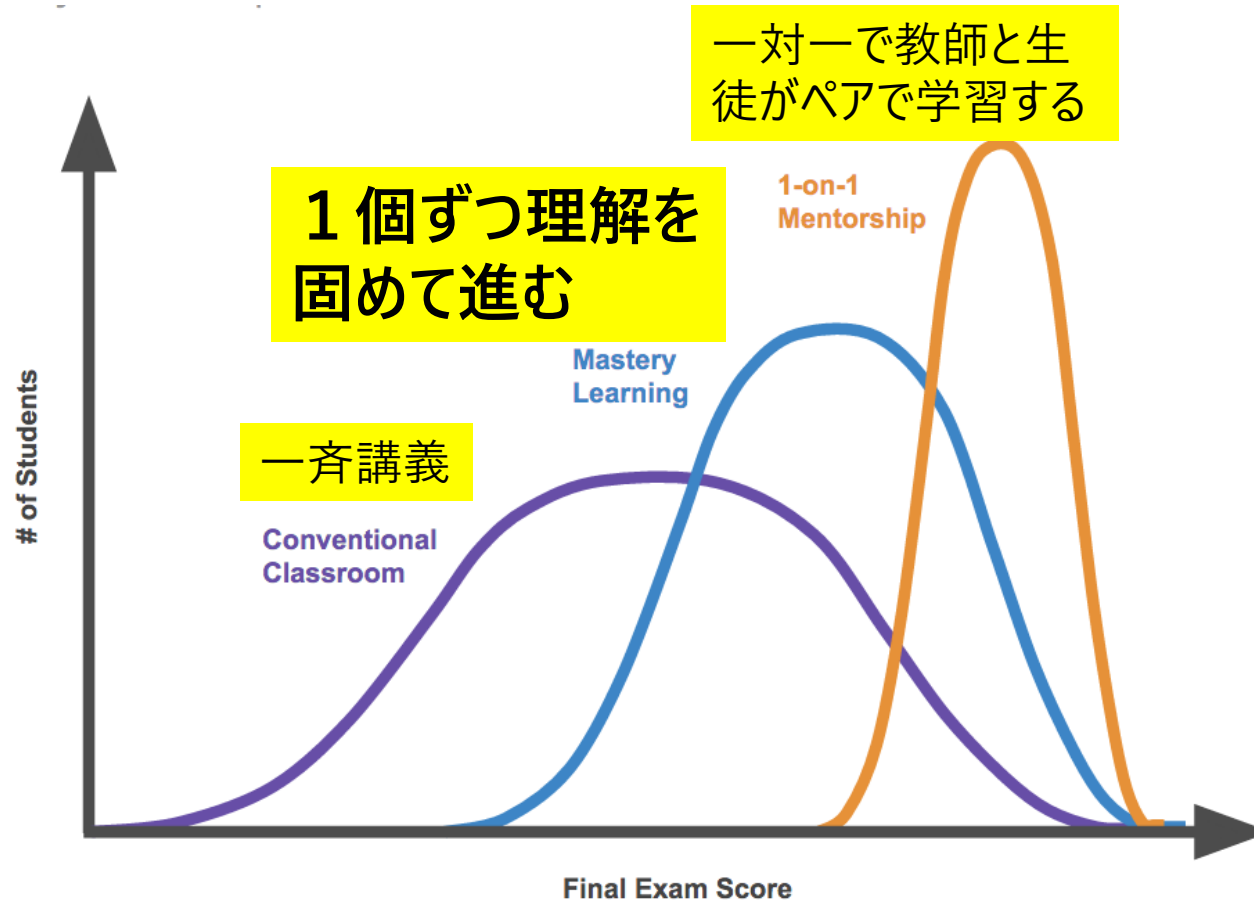 一対一で教師と生
徒がペアで学習する
1-on-1
Mentorship
１個ずつ理解を
固めて進む
Mastery
Learning
一斉講義
Conventional
Classroom
# of Students
Final Exam Score